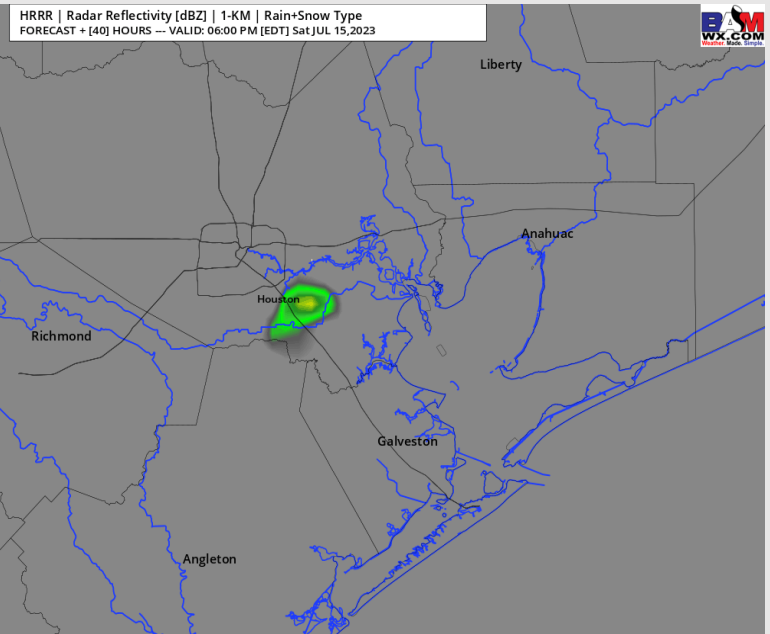 HRRR | Radar Reflectivity [dBZ] | 1-KM | Rain+Snow Type
FORECAST + [40] HOURS --- VALID: 06:00 PM [EDT] Sat JUL 15,2023
BAM
WX.COM
Weather. Made. Simple.
Liberty
Anahuac
Houston
Richmond
Galveston
Angleton